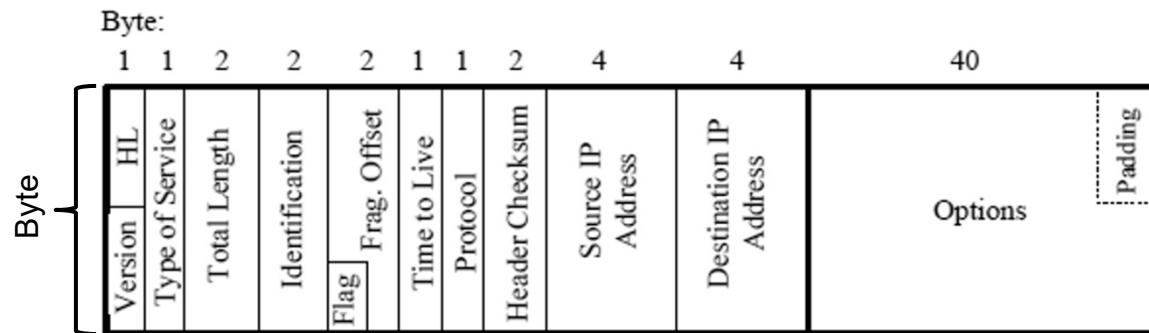 Byte:
1 1 2 2 2 1 1 2 4 4 40
Byte
Version
HL
Type of Service
Total Length
Identification
Flag
Frag. Offset
Time to Live
Protocol
Header Checksum
Source IP
Address
Destination IP
Address
Options
Padding